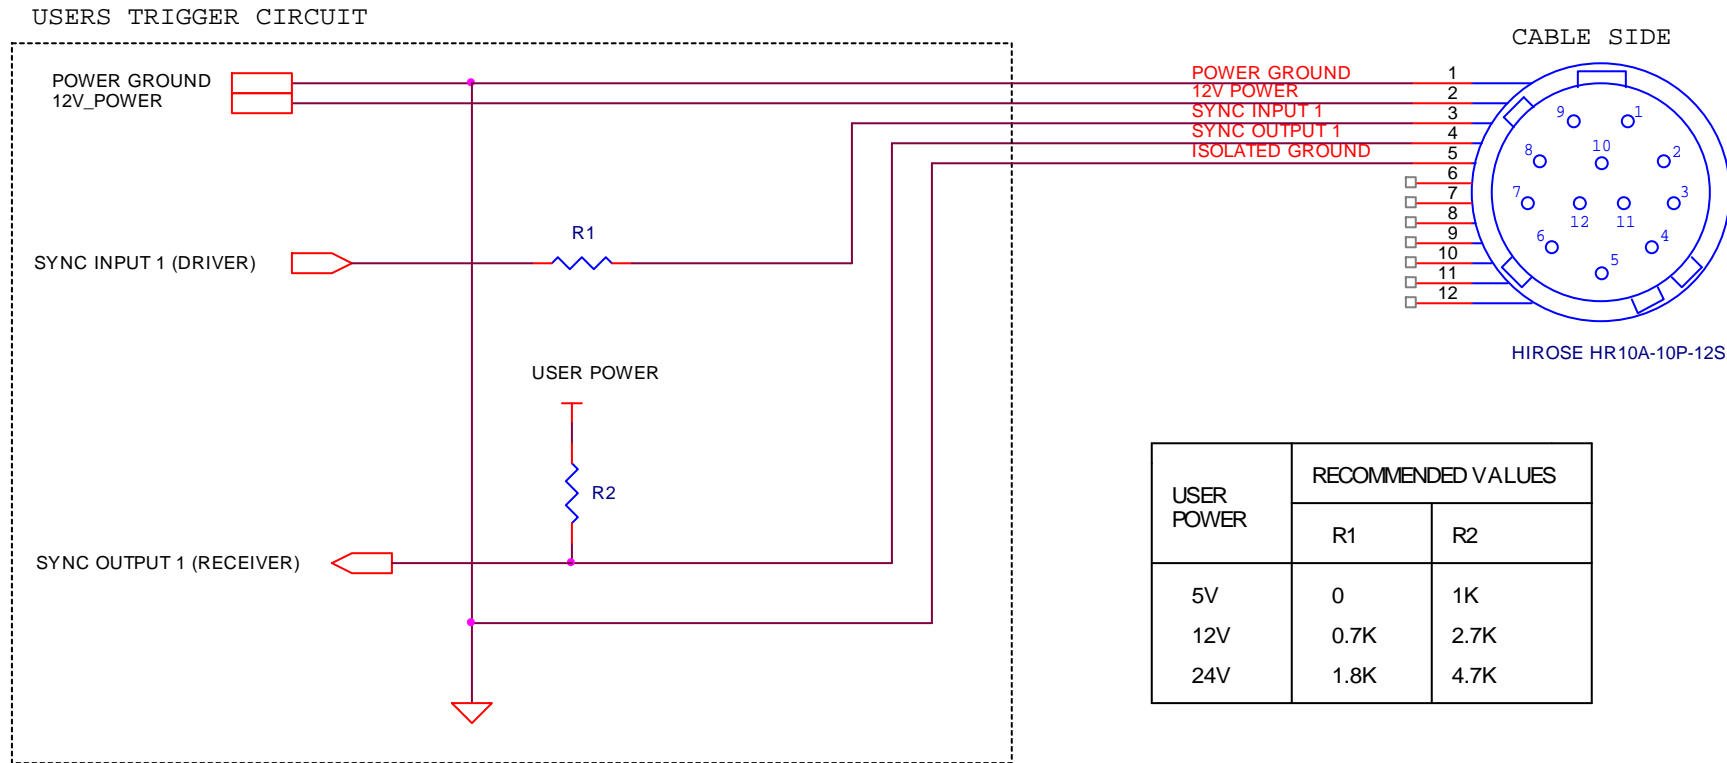 USERS TRIGGER CIRCUIT
CABLE SIDE
POWER GROUND
12V_POWER
POWER GROUND 1
12V POWER 2
SYNC INPUT 1 3
SYNC OUTPUT 1 4
ISOLATED GROUND 5
6
7
8
9
10
11
12
9 1
8 10 2
7 12 11 3
6 4
5
HIROSE HR10A-10P-12S
R1
SYNC INPUT 1 (DRIVER)
USER POWER
R2
SYNC OUTPUT 1 (RECEIVER)
USER
POWER
RECOMMENDED VALUES
R1 R2
5V 0 1K
12V 0.7K 2.7K
24V 1.8K 4.7K